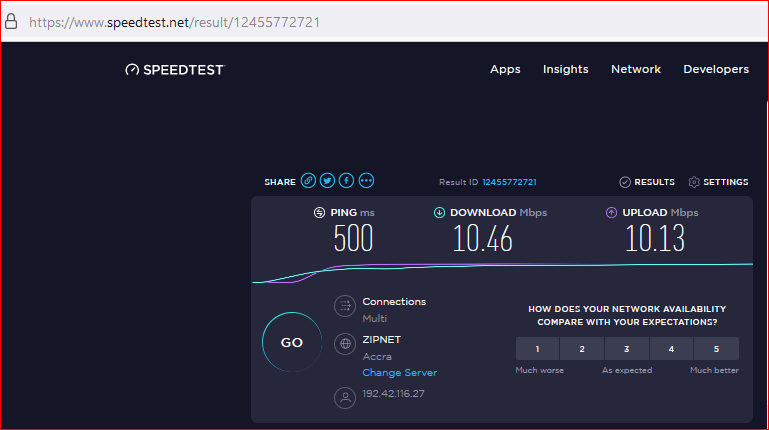 https://www.speedtest.net/result/12455772721
SPEEDTEST
Apps Insights Network Developers
SHARE Result ID 12455772721 RESULTS SETTINGS
PING ms DOWNLOAD Mbps UPLOAD Mbps
500 10.46 10.13
GO
Connections
Multi
ZIPNET
Accra
Change Server
192.42.116.27
HOW DOES YOUR NETWORK AVAILABILITY
COMPARE WITH YOUR EXPECTATIONS?
1 2 3 4 5
Much worse As expected Much better